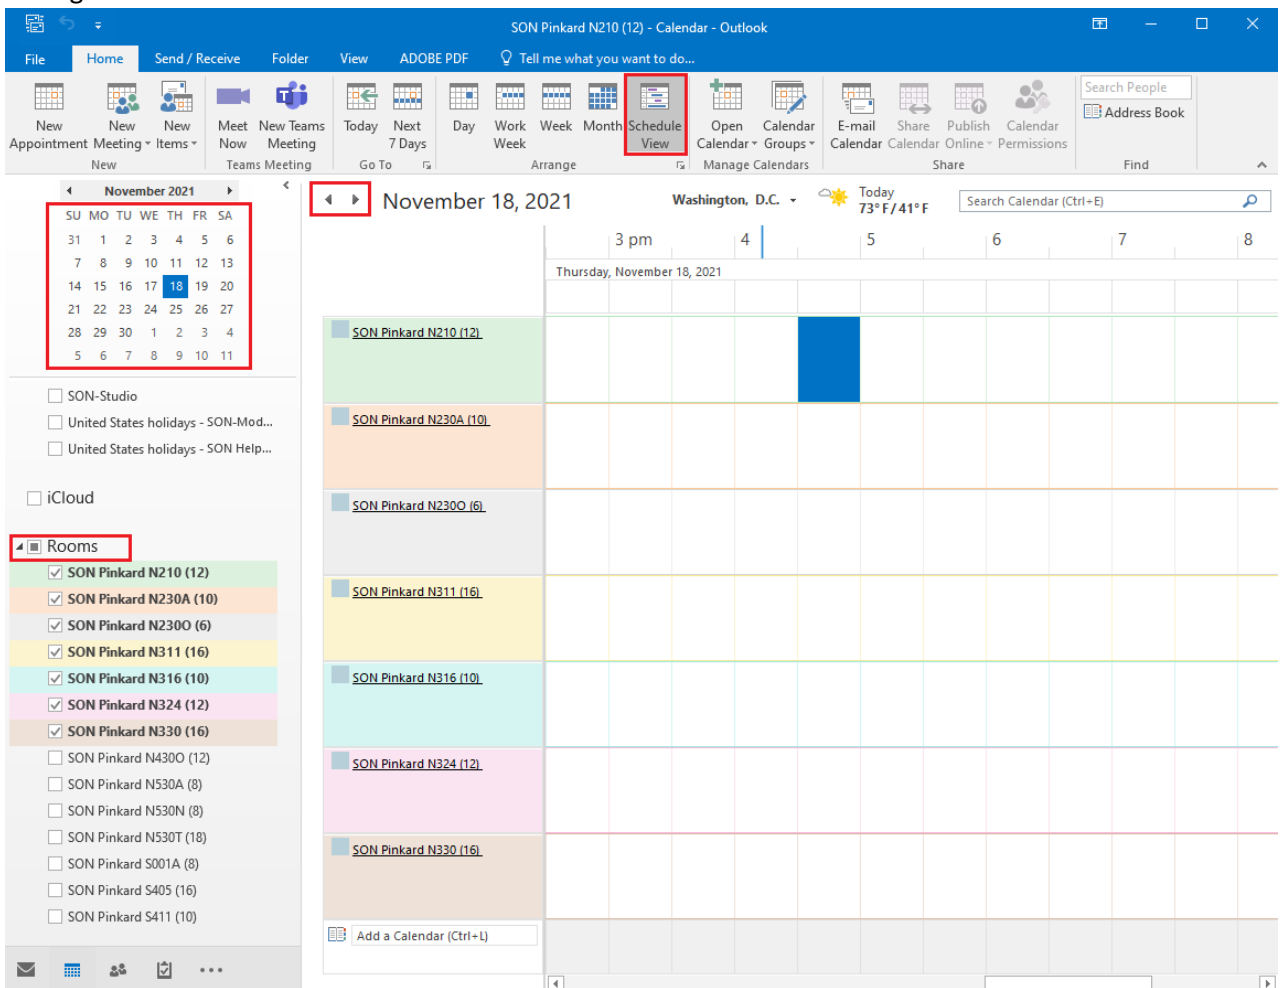 SON Pinkard N210 (12) - Calendar - Outlook
File Home Send / Receive Folder View ADOBE PDF Tell me what you want to do...
New Appointment
New Meeting
New Items
Meet Now
New Teams Meeting
Today
Next 7 Days
Day
Work Week
Week
Month
Schedule View
Open Calendar
Calendar Groups
E-mail Calendar
Share Calendar
Publish Online
Calendar Permissions
Search People
Address Book
New Teams Meeting Go To Arrange Manage Calendars Share Find
November 2021
SU MO TU WE TH FR SA
31 1 2 3 4 5 6
7 8 9 10 11 12 13
14 15 16 17 18 19 20
21 22 23 24 25 26 27
28 29 30 1 2 3 4
5 6 7 8 9 10 11
SON-Studio
United States holidays - SON-Mod...
United States holidays - SON Help...
iCloud
Rooms
SON Pinkard N210 (12)
SON Pinkard N230A (10)
SON Pinkard N230O (6)
SON Pinkard N311 (16)
SON Pinkard N316 (10)
SON Pinkard N324 (12)
SON Pinkard N330 (16)
SON Pinkard N430O (12)
SON Pinkard N530A (8)
SON Pinkard N530N (8)
SON Pinkard N530T (18)
SON Pinkard S001A (8)
SON Pinkard S405 (16)
SON Pinkard S411 (10)
November 18, 2021
Washington, D.C.
Today
73° F / 41° F
Search Calendar (Ctrl+E)
3 pm 4 5 6 7 8
Thursday, November 18, 2021
SON Pinkard N210 (12)
SON Pinkard N230A (10)
SON Pinkard N230O (6)
SON Pinkard N311 (16)
SON Pinkard N316 (10)
SON Pinkard N324 (12)
SON Pinkard N330 (16)
Add a Calendar (Ctrl+L)